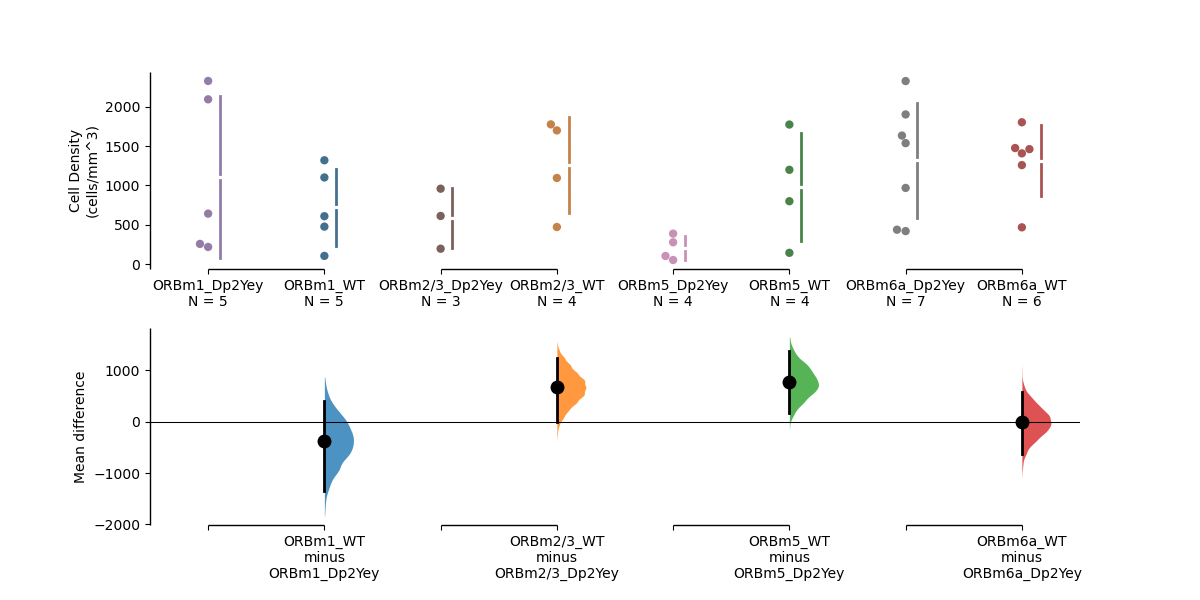 Cell Density
(cells/mm^3)
2000
1500
1000
500
0
ORBm1_Dp2Yey
N = 5
ORBm1_WT
N = 5
ORBm2/3_Dp2Yey
N = 3
ORBm2/3_WT
N = 4
ORBm5_Dp2Yey
N = 4
ORBm5_WT
N = 4
ORBm6a_Dp2Yey
N = 7
ORBm6a_WT
N = 6
Mean difference
1000
0
−1000
−2000
ORBm1_WT
minus
ORBm1_Dp2Yey
ORBm2/3_WT
minus
ORBm2/3_Dp2Yey
ORBm5_WT
minus
ORBm5_Dp2Yey
ORBm6a_WT
minus
ORBm6a_Dp2Yey